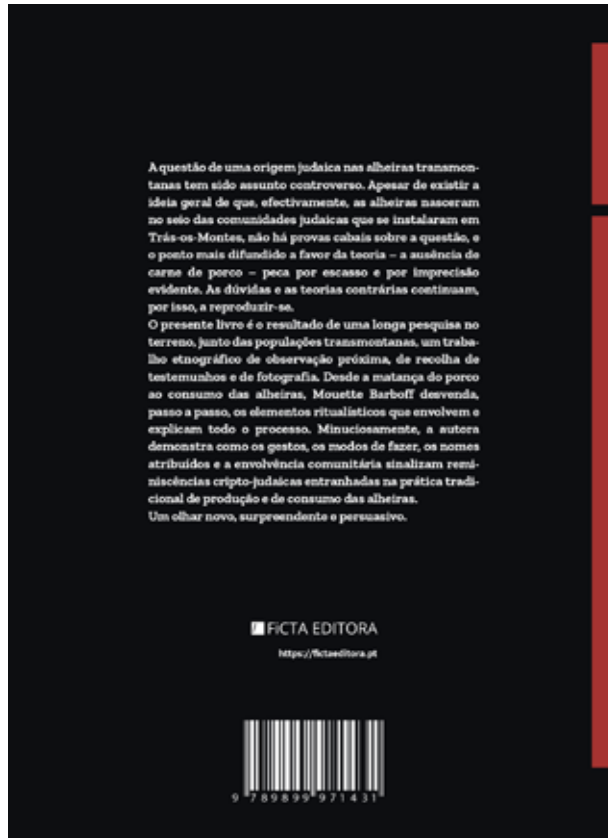 A questão de uma origem judaica nas alheiras transmon-
tanas tem sido assunto controverso. Apesar de existir a
ideia geral de que, efectivamente, as alheiras nasceram
no seio das comunidades judaicas que se instalaram em
Trás-os-Montes, não há provas cabais sobre a questão, e
o ponto mais difundido a favor da teoria – a ausência de
carne de porco – peca por escasso e por imprecisão
evidente. As dúvidas e as teorias contrárias continuam,
por isso, a reproduzir-se.
O presente livro é o resultado de uma longa pesquisa no
terreno, junto das populações transmontanas, um traba-
lho etnográfico de observação próxima, de recolha de
testemunhos e de fotografia. Desde a matança do porco
ao consumo das alheiras, Mouette Barboff desvenda,
passo a passo, os elementos ritualísticos que envolvem e
explicam todo o processo. Minuciosamente, a autora
demonstra como os gestos, os modos de fazer, os nomes
atribuídos e a envolvência comunitária sinalizam remi-
niscências cripto-judaicas entranhadas na prática tradi-
cional de produção e de consumo das alheiras.
Um olhar novo, surpreendente e persuasivo.
FiCTA EDITORA
https://fictaeditora.pt
9 789899 971431